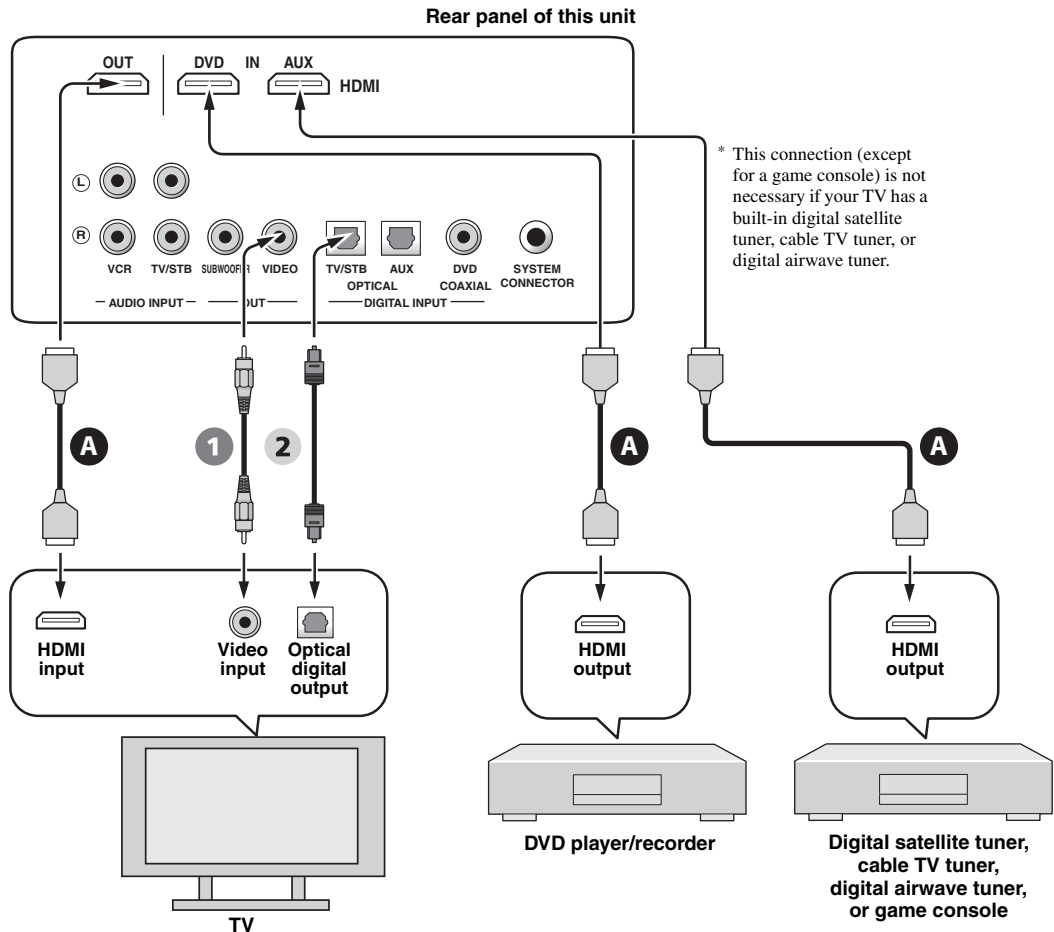 Rear panel of this unit
OUT DVD IN AUX
HDMI
* This connection (except
for a game console) is not
necessary if your TV has a
built-in digital satellite
tuner, cable TV tuner, or
digital airwave tuner.
L
R
VCR TV/STB SUBWOOFER VIDEO TV/STB AUX DVD SYSTEM
OPTICAL COAXIAL CONNECTOR
AUDIO INPUT OUT DIGITAL INPUT
A 1 2 A A
HDMI Video Optical HDMI HDMI
input input digital output output
output
DVD player/recorder
Digital satellite tuner,
cable TV tuner,
digital airwave tuner,
or game console
TV